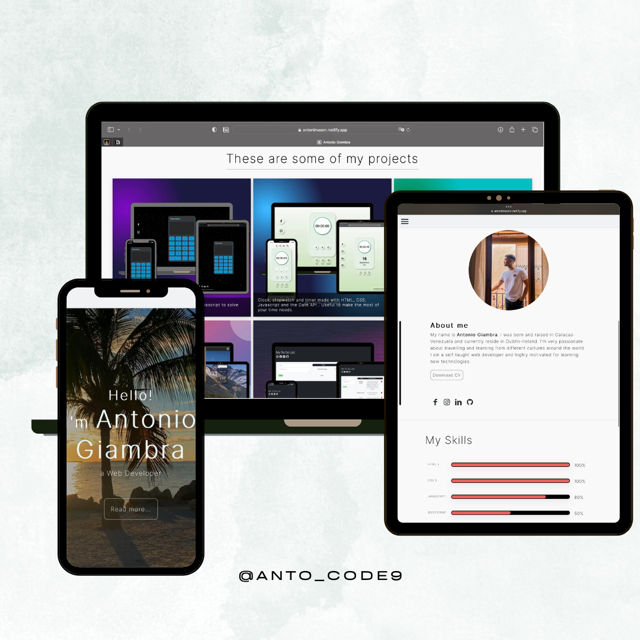 These are some of my projects
Antonio Giambra
Javascript to solve
Clock, stopwatch and timer made with HTML, CSS,
Javascript and the Date API . Useful to make the most of
your time needs.
Hello!
'm Antonio
Giambra
a Web Developer
Read more...
About me
My name is Antonio Giambra. I was born and raised in Caracas-
Venezuela and currently reside in Dublin-Ireland. I'm very passionate
about travelling and learning from different cultures around the world.
I am a self-taught web developer and highly motivated for learning
new technologies.
Download CV
My Skills
HTML 5 100%
CSS 3 100%
JAVASCRIPT 80%
BOOTSTRAP 50%
@ANTO_CODE9